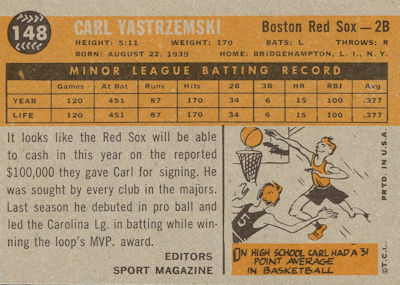 148
CARL YASTRZEMSKI
Boston Red Sox — 2B
HEIGHT: 5:11 WEIGHT: 170 BATS: L THROWS: R
BORN: AUGUST 22, 1939 HOME: BRIDGEHAMPTON, L. I., N. Y.
MINOR LEAGUE BATTING RECORD
Games At Bat Runs Hits 2B 3B HR RBI Avg
YEAR 120 451 87 170 34 6 15 100 .377
LIFE 120 451 87 170 34 6 15 100 .377
It looks like the Red Sox will be able
to cash in this year on the reported
$100,000 they gave Carl for signing. He
was sought by every club in the majors.
Last season he debuted in pro ball and
led the Carolina Lg. in batting while win-
ning the loop's MVP. award.
EDITORS
SPORT MAGAZINE
5
IN HIGH SCHOOL CARL HAD A 31
POINT AVERAGE
IN BASKETBALL
©T.C.G. PRTD. IN U.S.A.